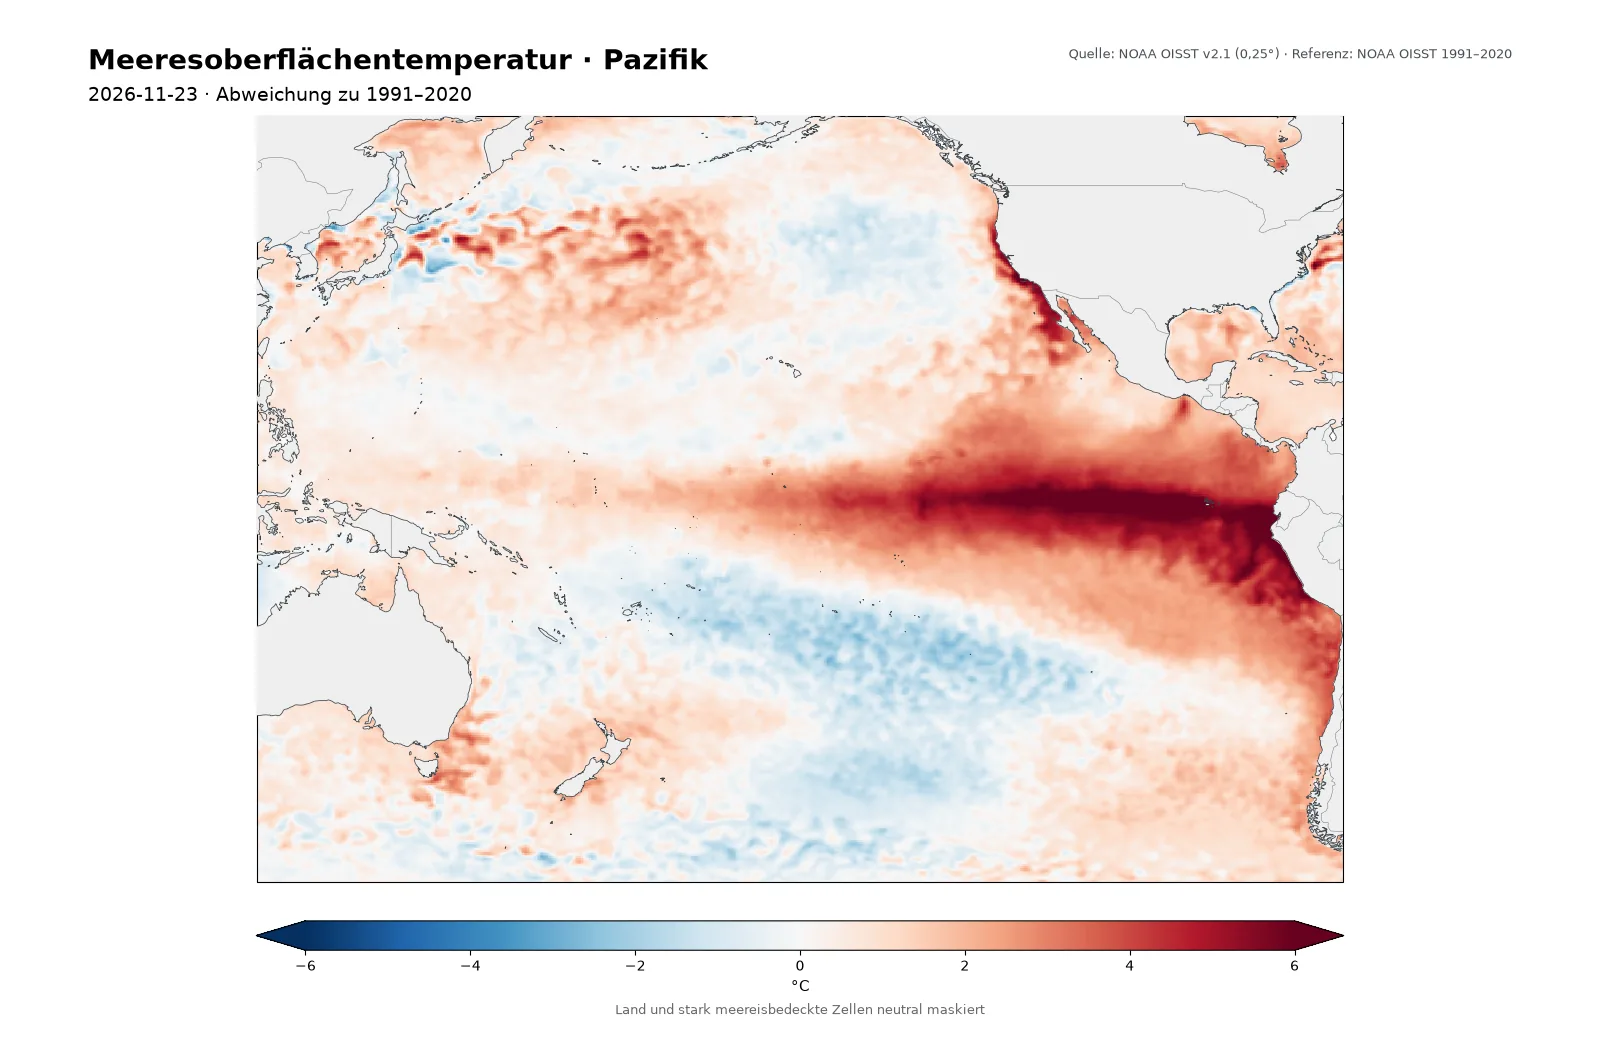 Meeresoberflächentemperatur · Pazifik
Quelle: NOAA OISST v2.1 (0,25°) · Referenz: NOAA OISST 1991–2020
2026-11-23 · Abweichung zu 1991–2020
−6 −4 −2 0 2 4 6
°C
Land und stark meereisbedeckte Zellen neutral maskiert